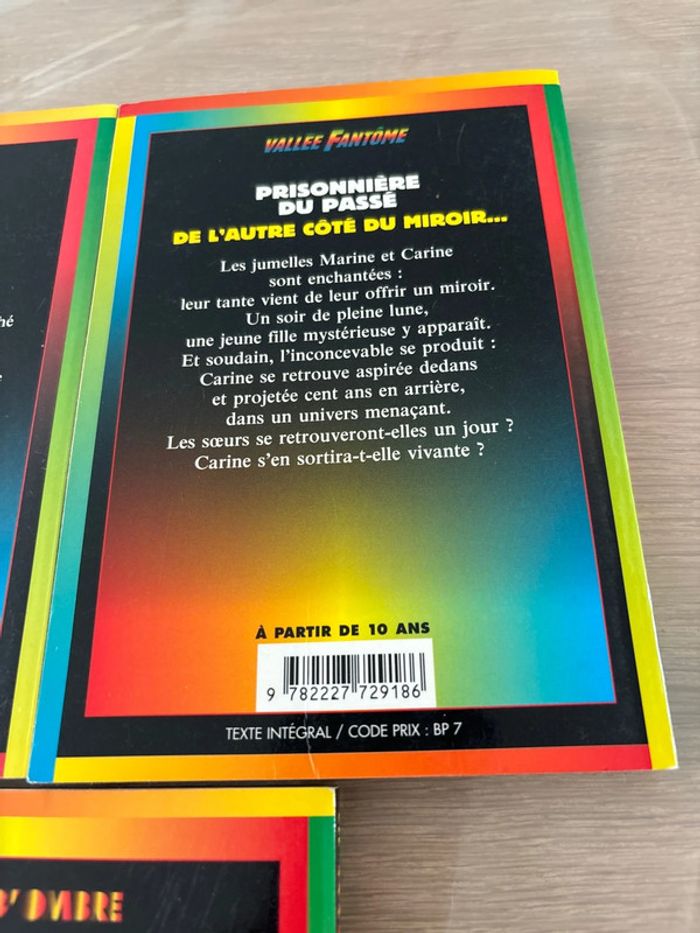 VALLEE FANTÔME
PRISONNIÈRE
DU PASSÉ
DE L'AUTRE CÔTÉ DU MIROIR...
Les jumelles Marine et Carine
sont enchantées :
leur tante vient de leur offrir un miroir.
Un soir de pleine lune,
une jeune fille mystérieuse y apparaît.
Et soudain, l'inconcevable se produit :
Carine se retrouve aspirée dedans
et projetée cent ans en arrière,
dans un univers menaçant.
Les sœurs se retrouveront-elles un jour ?
Carine s'en sortira-t-elle vivante ?
À PARTIR DE 10 ANS
9 782227 729186
TEXTE INTÉGRAL / CODE PRIX : BP 7
hé
D'OMBRE